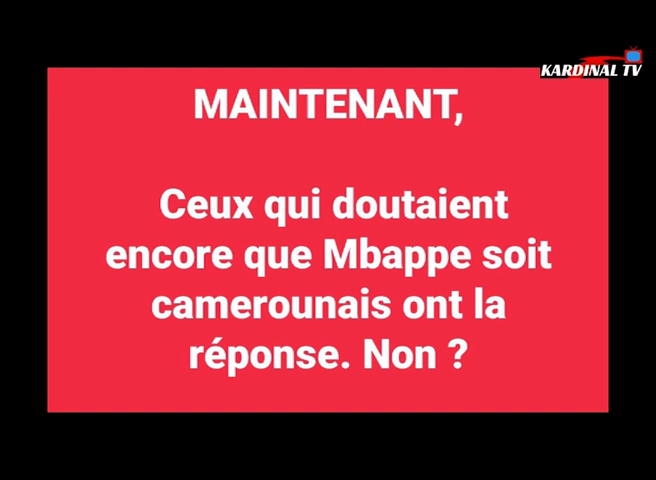 KARDINAL TV
MAINTENANT,
Ceux qui doutaient
encore que Mbappe soit
camerounais ont la
réponse. Non ?